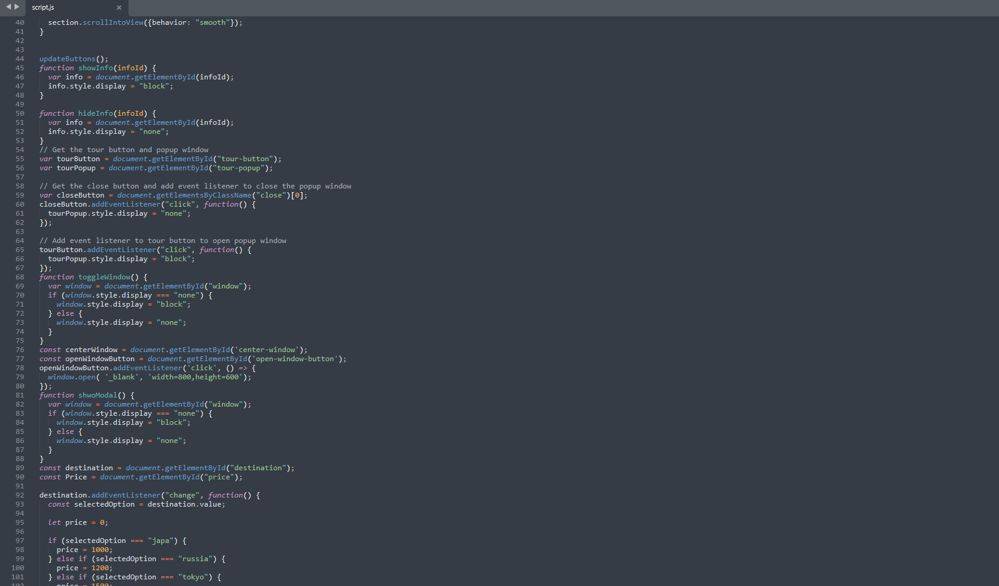 script.js ×
40 section.scrollIntoView({behavior: "smooth"});
41 }
42
43
44 updateButtons();
45 function showInfo(infoId) {
46 var info = document.getElementById(infoId);
47 info.style.display = "block";
48 }
49
50 function hideInfo(infoId) {
51 var info = document.getElementById(infoId);
52 info.style.display = "none";
53 }
54 // Get the tour button and popup window
55 var tourButton = document.getElementById("tour-button");
56 var tourPopup = document.getElementById("tour-popup");
57
58 // Get the close button and add event listener to close the popup window
59 var closeButton = document.getElementsByClassName("close")[0];
60 closeButton.addEventListener("click", function() {
61 tourPopup.style.display = "none";
62 });
63
64 // Add event listener to tour button to open popup window
65 tourButton.addEventListener("click", function() {
66 tourPopup.style.display = "block";
67 });
68 function toggleWindow() {
69 var window = document.getElementById("window");
70 if (window.style.display === "none") {
71 window.style.display = "block";
72 } else {
73 window.style.display = "none";
74 }
75 }
76 const centerWindow = document.getElementById('center-window');
77 const openWindowButton = document.getElementById('open-window-button');
78 openWindowButton.addEventListener('click', () => {
79 window.open( '_blank', 'width=800,height=600');
80 });
81 function shwoModal() {
82 var window = document.getElementById("window");
83 if (window.style.display === "none") {
84 window.style.display = "block";
85 } else {
86 window.style.display = "none";
87 }
88 }
89 const destination = document.getElementById("destination");
90 const Price = document.getElementById("price");
91
92 destination.addEventListener("change", function() {
93 const selectedOption = destination.value;
94
95 let price = 0;
96
97 if (selectedOption === "japa") {
98 price = 1000;
99 } else if (selectedOption === "russia") {
100 price = 1200;
101 } else if (selectedOption === "tokyo") {
102 price = 1500;